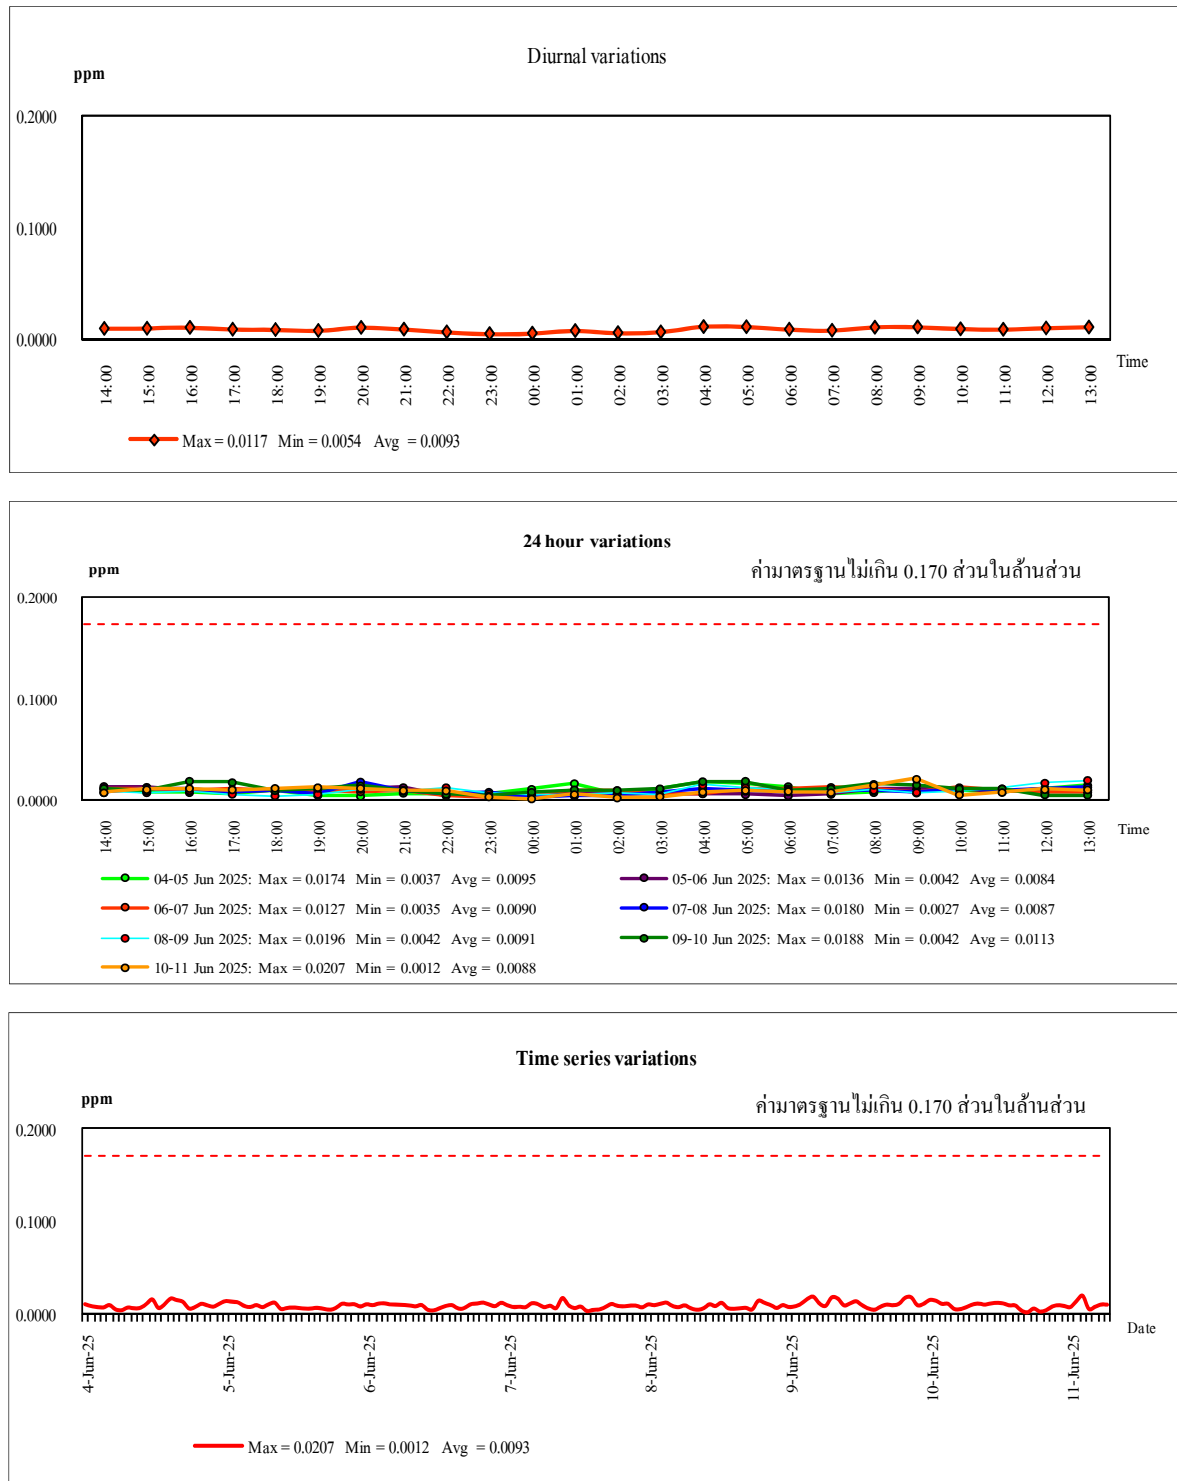 Diurnal variations
ppm
0.2000
0.1000
0.0000
Time
14:00 15:00 16:00 17:00 18:00 19:00 20:00 21:00 22:00 23:00 00:00 01:00 02:00 03:00 04:00 05:00 06:00 07:00 08:00 09:00 10:00 11:00 12:00 13:00
Max = 0.0117 Min = 0.0054 Avg = 0.0093
24 hour variations
ppm
ค่ามาตรฐานไม่เกิน 0.170 ส่วนในล้านส่วน
0.2000
0.1000
0.0000
Time
14:00 15:00 16:00 17:00 18:00 19:00 20:00 21:00 22:00 23:00 00:00 01:00 02:00 03:00 04:00 05:00 06:00 07:00 08:00 09:00 10:00 11:00 12:00 13:00
04-05 Jun 2025: Max = 0.0174 Min = 0.0037 Avg = 0.0095
05-06 Jun 2025: Max = 0.0136 Min = 0.0042 Avg = 0.0084
06-07 Jun 2025: Max = 0.0127 Min = 0.0035 Avg = 0.0090
07-08 Jun 2025: Max = 0.0180 Min = 0.0027 Avg = 0.0087
08-09 Jun 2025: Max = 0.0196 Min = 0.0042 Avg = 0.0091
09-10 Jun 2025: Max = 0.0188 Min = 0.0042 Avg = 0.0113
10-11 Jun 2025: Max = 0.0207 Min = 0.0012 Avg = 0.0088
Time series variations
ppm
ค่ามาตรฐานไม่เกิน 0.170 ส่วนในล้านส่วน
0.2000
0.1000
0.0000
Date
4-Jun-25 5-Jun-25 6-Jun-25 7-Jun-25 8-Jun-25 9-Jun-25 10-Jun-25 11-Jun-25
Max = 0.0207 Min = 0.0012 Avg = 0.0093